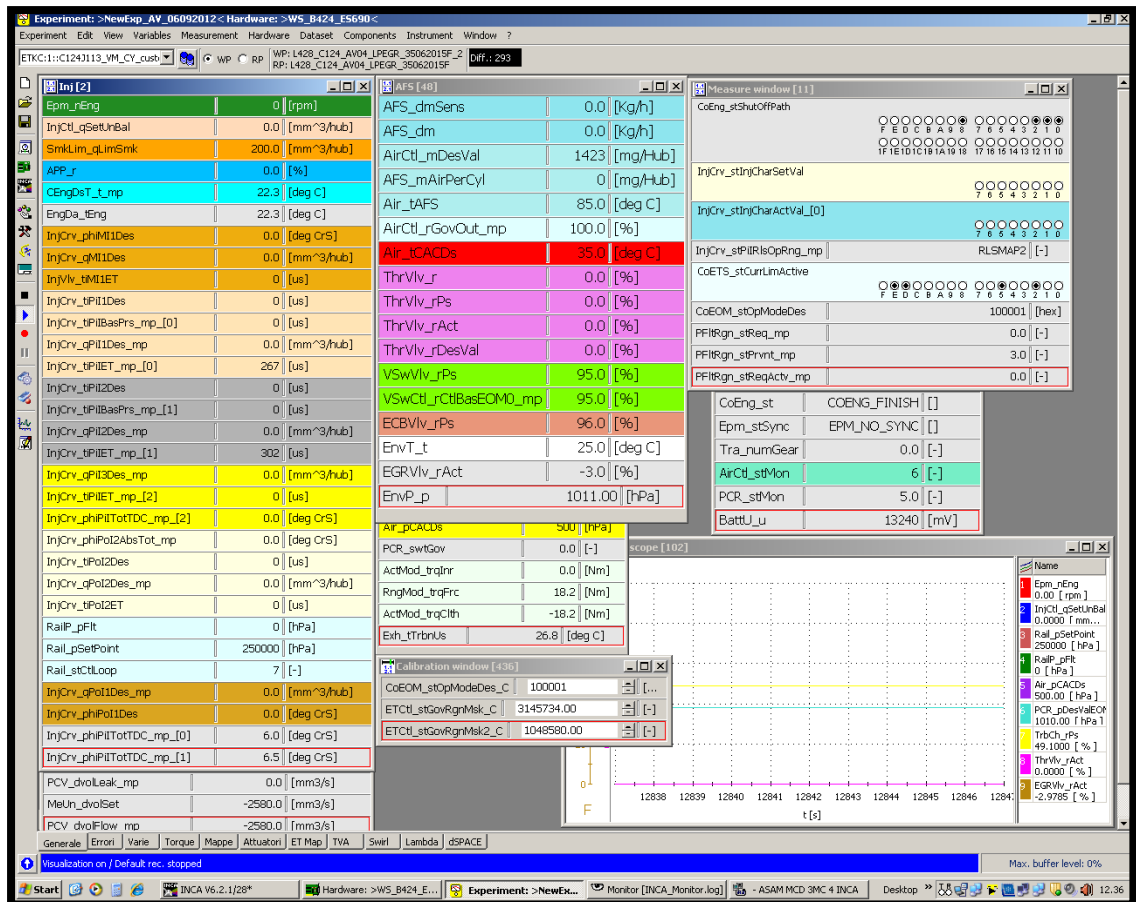 Experiment: >NewExp_AV_06092012< Hardware: >WS_B424_ES690<
Experiment Edit View Variables Measurement Hardware Dataset Components Instrument Window ?
ETKC:1::C124J113_VM_CY_custı WP RP WP: L428_C124_AV04_LPEGR_35062015F_2 Diff.: 293
RP: L428_C124_AV04_LPEGR_35062015F
Inj [2]
Epm_nEng 0 [rpm]
InjCtl_qSetUnBal 0.0 [mm^3/hub]
SmkLim_qLimSmk 200.0 [mm^3/hub]
APP_r 0.0 [%]
CEngDsT_t_mp 22.3 [deg C]
EngDa_tEng 22.3 [deg C]
InjCrv_phiMI1Des 0.0 [deg CrS]
InjCrv_qMI1Des 0.0 [mm^3/hub]
InjVlv_tiMI1ET 0 [us]
InjCrv_tiPiI1Des 0 [us]
InjCrv_tiPiIBasPrs_mp_[0] 0 [us]
InjCrv_qPiI1Des_mp 0.0 [mm^3/hub]
InjCrv_tiPiIET_mp_[0] 267 [us]
InjCrv_tiPiI2Des 0 [us]
InjCrv_tiPiIBasPrs_mp_[1] 0 [us]
InjCrv_qPiI2Des_mp 0.0 [mm^3/hub]
InjCrv_tiPiIET_mp_[1] 302 [us]
InjCrv_qPiI3Des_mp 0.0 [mm^3/hub]
InjCrv_tiPiIET_mp_[2] 0 [us]
InjCrv_phiPiITotTDC_mp_[2] 0.0 [deg CrS]
InjCrv_phiPoI2AbsTot_mp 0.0 [deg CrS]
InjCrv_tiPoI2Des 0 [us]
InjCrv_qPoI2Des_mp 0.0 [mm^3/hub]
InjCrv_tiPoI2ET 0 [us]
RailP_pFlt 0 [hPa]
Rail_pSetPoint 250000 [hPa]
Rail_stCtlLoop 7 [-]
InjCrv_qPoI1Des_mp 0.0 [mm^3/hub]
InjCrv_phiPoI1Des 0.0 [deg CrS]
InjCrv_phiPiITotTDC_mp_[0] 6.0 [deg CrS]
InjCrv_phiPiITotTDC_mp_[1] 6.5 [deg CrS]
PCV_dvolLeak_mp 0.0 [mm3/s]
MeUn_dvolSet -2580.0 [mm3/s]
PCV_dvolFlow_mp -2580.0 [mm3/s]
AFS [48]
AFS_dmSens 0.0 [Kg/h]
AFS_dm 0.0 [Kg/h]
AirCtl_mDesVal 1423 [mg/Hub]
AFS_mAirPerCyl 0 [mg/Hub]
Air_tAFS 85.0 [deg C]
AirCtl_rGovOut_mp 100.0 [%]
Air_tCACDs 35.0 [deg C]
ThrVlv_r 0.0 [%]
ThrVlv_rPs 0.0 [%]
ThrVlv_rAct 0.0 [%]
ThrVlv_rDesVal 0.0 [%]
VSwVlv_rPs 95.0 [%]
VSwCtl_rCtlBasEOM0_mp 95.0 [%]
ECBVlv_rPs 96.0 [%]
EnvT_t 25.0 [deg C]
EGRVlv_rAct -3.0 [%]
EnvP_p 1011.00 [hPa]
Air_pCACDs 500 [hPa]
PCR_swtGov 0.0 [-]
ActMod_trqInr 0.0 [Nm]
RngMod_trqFrc 18.2 [Nm]
ActMod_trqClth -18.2 [Nm]
Exh_tTrbnUs 26.8 [deg C]
Calibration window [436]
CoEOM_stOpModeDes_C 100001 [...
ETCtl_stGovRgnMsk_C 3145734.00 [-]
ETCtl_stGovRgnMsk2_C 1048580.00 [-]
Measure window [11]
CoEng_stShutOffPath
F E D C B A 9 8 7 6 5 4 3 2 1 0
1F 1E 1D 1C 1B 1A 19 18 17 16 15 14 13 12 11 10
InjCrv_stInjCharSetVal
7 6 5 4 3 2 1 0
InjCrv_stInjCharActVal_[0]
7 6 5 4 3 2 1 0
InjCrv_stPiIRlsOpRng_mp RLSMAP2 [-]
CoETS_stCurrLimActive
F E D C B A 9 8 7 6 5 4 3 2 1 0
CoEOM_stOpModeDes 100001 [hex]
PFltRgn_stReq_mp 0.0 [-]
PFltRgn_stPrvnt_mp 3.0 [-]
PFltRgn_stReqActv_mp 0.0 [-]
CoEng_st COENG_FINISH []
Epm_stSync EPM_NO_SYNC []
Tra_numGear 0.0 [-]
AirCtl_stMon 6 [-]
PCR_stMon 5.0 [-]
BattU_u 13240 [mV]
scope [102]
0
F
12838 12839 12840 12841 12842 12843 12844 12845 12846 1284
t [s]
Name
1 Epm_nEng
0.00 [ rpm ]
2 InjCtl_qSetUnBal
0.0000 [ mm...
3 Rail_pSetPoint
250000 [ hPa ]
4 RailP_pFlt
0 [ hPa ]
5 Air_pCACDs
500.00 [ hPa ]
6 PCR_pDesValEOM
1010.00 [ hPa ]
7 TrbCh_rPs
49.1000 [ % ]
8 ThrVlv_rAct
0.0000 [ % ]
9 EGRVlv_rAct
-2.9785 [ % ]
Generale Errori Varie Torque Mappe Attuatori ET Map TVA Swirl Lambda dSPACE
Visualization on / Default rec. stopped Max. buffer level: 0%
Start INCA V6.2.1/28* Hardware: >WS_B424_E... Experiment: >NewEx... Monitor [INCA_Monitor.log] - ASAM MCD 3MC 4 INCA Desktop » 12.36